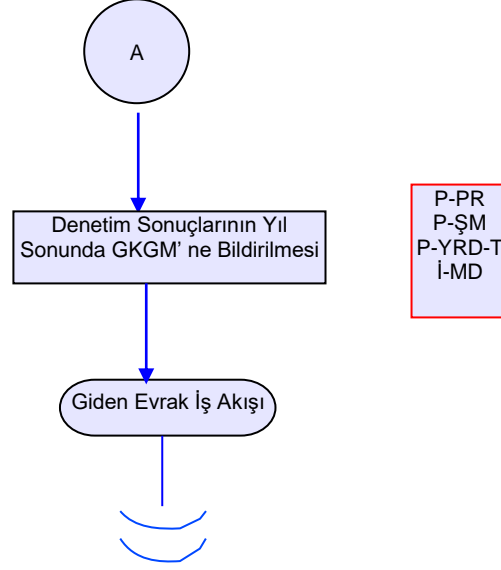 A
Denetim Sonuçlarının Yıl
Sonunda GKGM’ ne Bildirilmesi
P-PR
P-ŞM
P-YRD-T
İ-MD
Giden Evrak İş Akışı